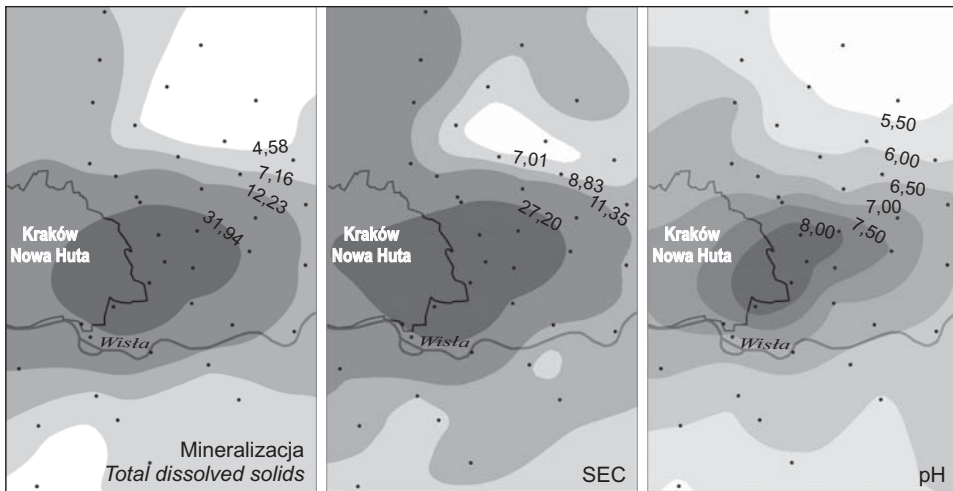 4,58
7,16
12,23
31,94
Kraków
Nowa Huta
Wisła
Mineralizacja
Total dissolved solids
7,01
8,83
11,35
27,20
Kraków
Nowa Huta
Wisła
SEC
5,50
6,00
6,50
7,00
7,50
8,00
Kraków
Nowa Huta
Wisła
pH